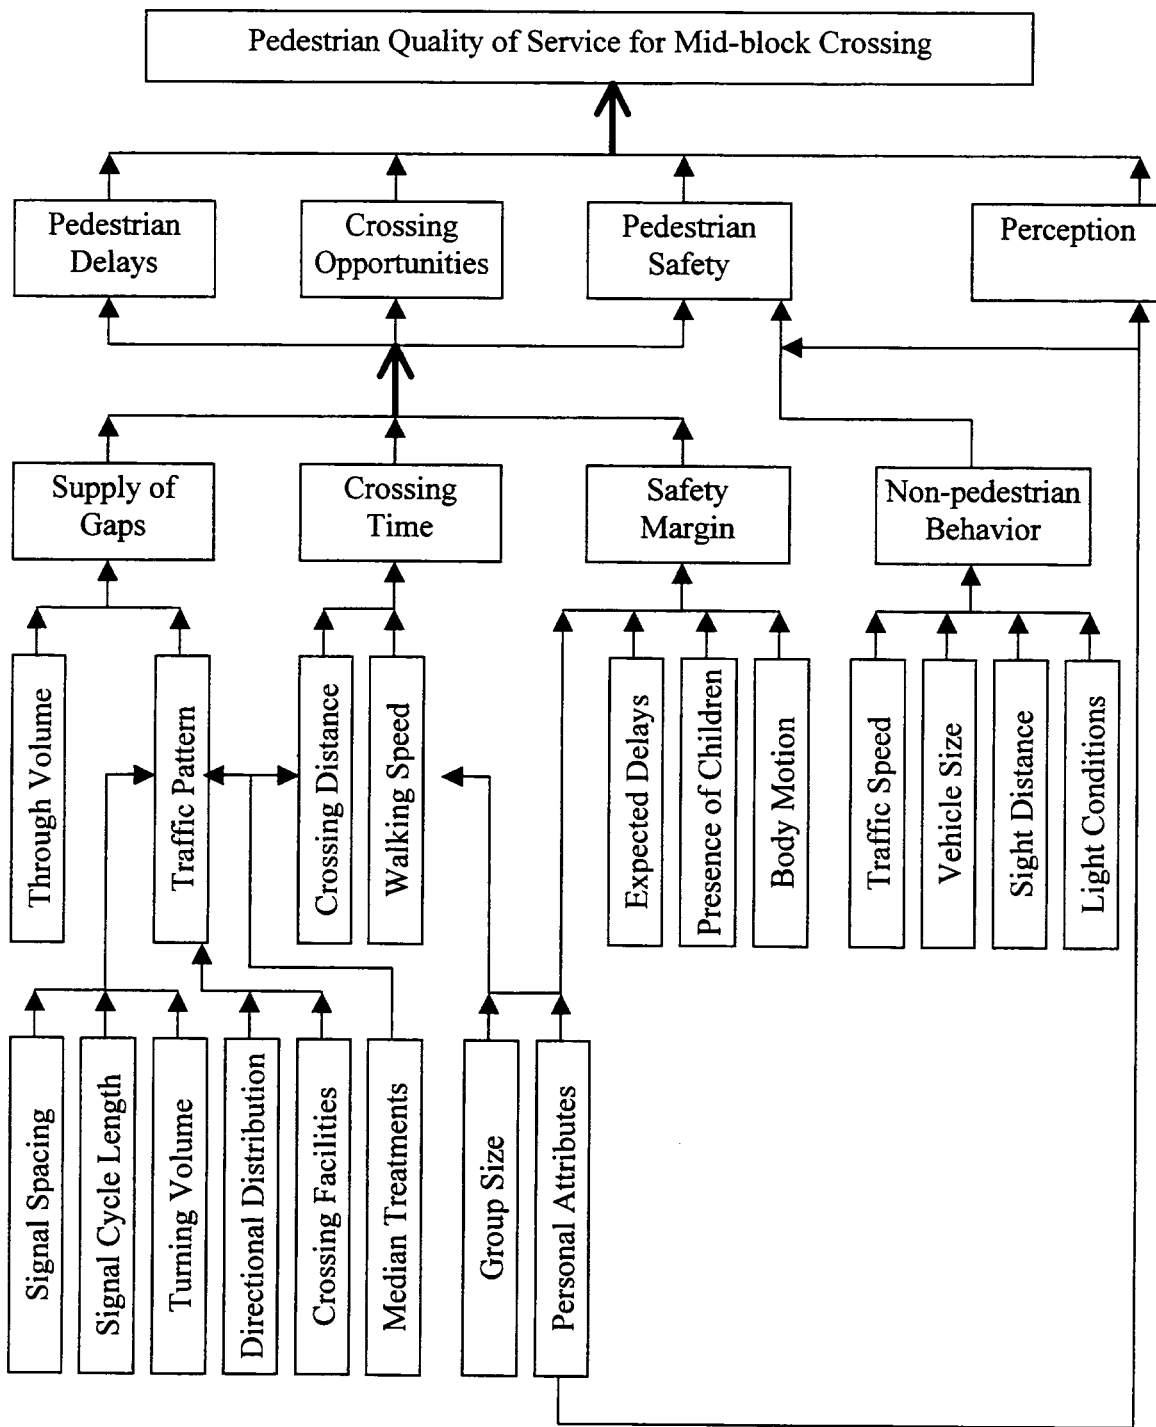 Pedestrian Quality of Service for Mid-block Crossing
Pedestrian
Delays
Crossing
Opportunities
Pedestrian
Safety
Perception
Supply of
Gaps
Crossing
Time
Safety
Margin
Non-pedestrian
Behavior
Through Volume
Traffic Pattern
Crossing Distance
Walking Speed
Expected Delays
Presence of Children
Body Motion
Traffic Speed
Vehicle Size
Sight Distance
Light Conditions
Signal Spacing
Signal Cycle Length
Turning Volume
Directional Distribution
Crossing Facilities
Median Treatments
Group Size
Personal Attributes